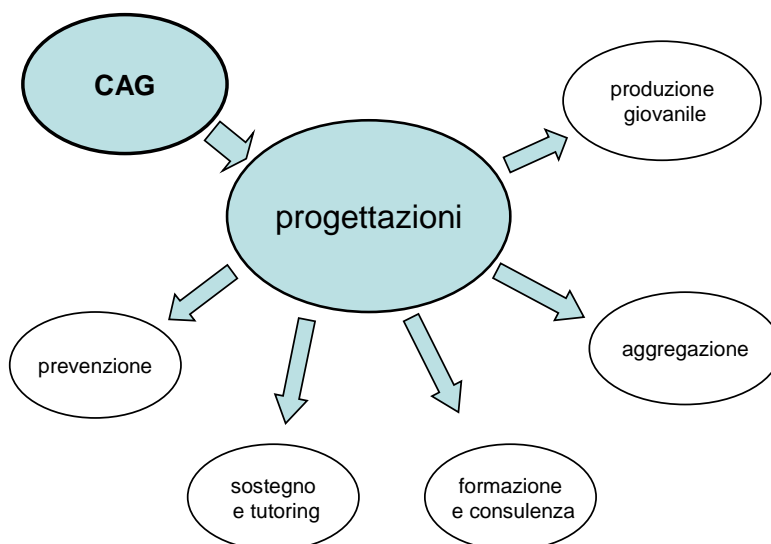 CAG
produzione
giovanile
progettazioni
prevenzione
aggregazione
sostegno
e tutoring
formazione
e consulenza